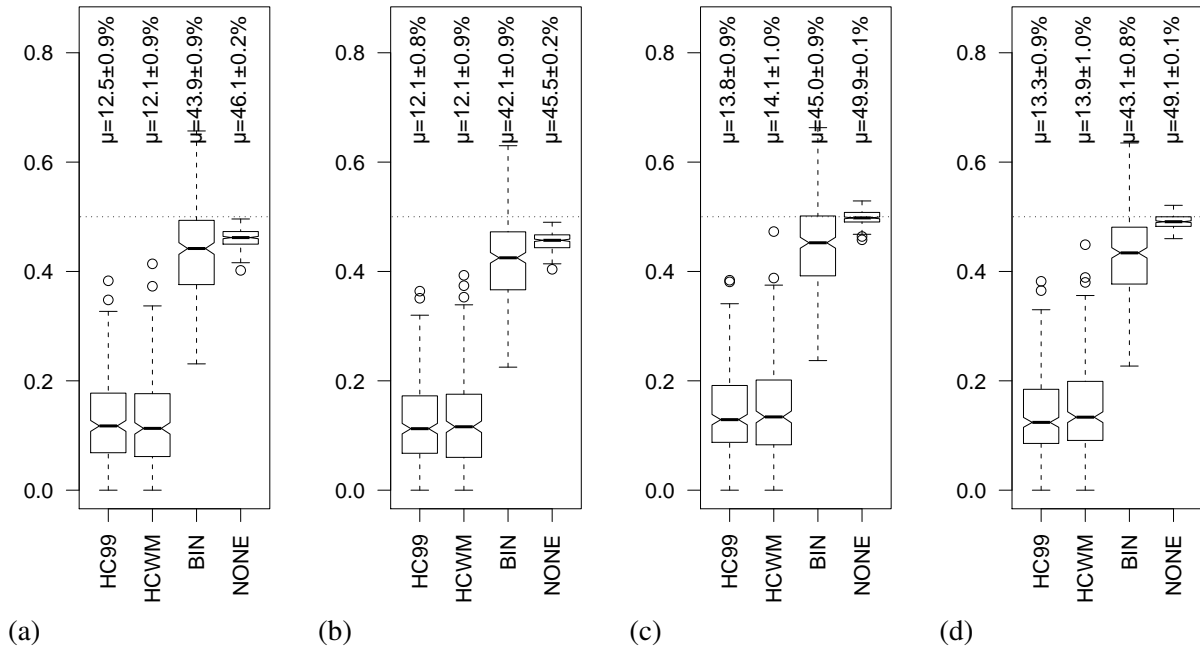 0.8
0.6
0.4
0.2
0.0
μ=12.5±0.9%
μ=12.1±0.9%
μ=43.9±0.9%
μ=46.1±0.2%
HC99
HCWM
BIN
NONE
(a)
0.8
0.6
0.4
0.2
0.0
μ=12.1±0.8%
μ=12.1±0.9%
μ=42.1±0.9%
μ=45.5±0.2%
HC99
HCWM
BIN
NONE
(b)
0.8
0.6
0.4
0.2
0.0
μ=13.8±0.9%
μ=14.1±1.0%
μ=45.0±0.9%
μ=49.9±0.1%
HC99
HCWM
BIN
NONE
(c)
0.8
0.6
0.4
0.2
0.0
μ=13.3±0.9%
μ=13.9±1.0%
μ=43.1±0.8%
μ=49.1±0.1%
HC99
HCWM
BIN
NONE
(d)